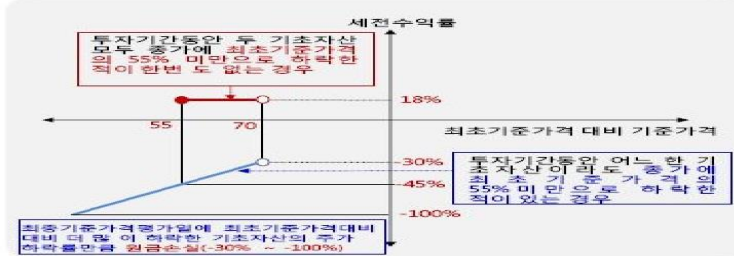 세전수익률
투자기간동안 두 기초자산
모두 종가에 최초기준가격
의 55% 미만으로 하락한
적이 한번 도 없는 경우
18%
55
70
최초기준가격 대비 기준가격
-30%
투자기간동안 어느 한 기
초자산이라도 종가에
최 초 기 준 가 격 의
55%미 만 으 로 하 락 한
적이 있는 경우
-45%
-100%
최종기준가격평가일에 최초기준가격대비
대비 더 많 이 하락한 기초자산의 주가
하락률만큼 원금손실(-30% ~ -100%)